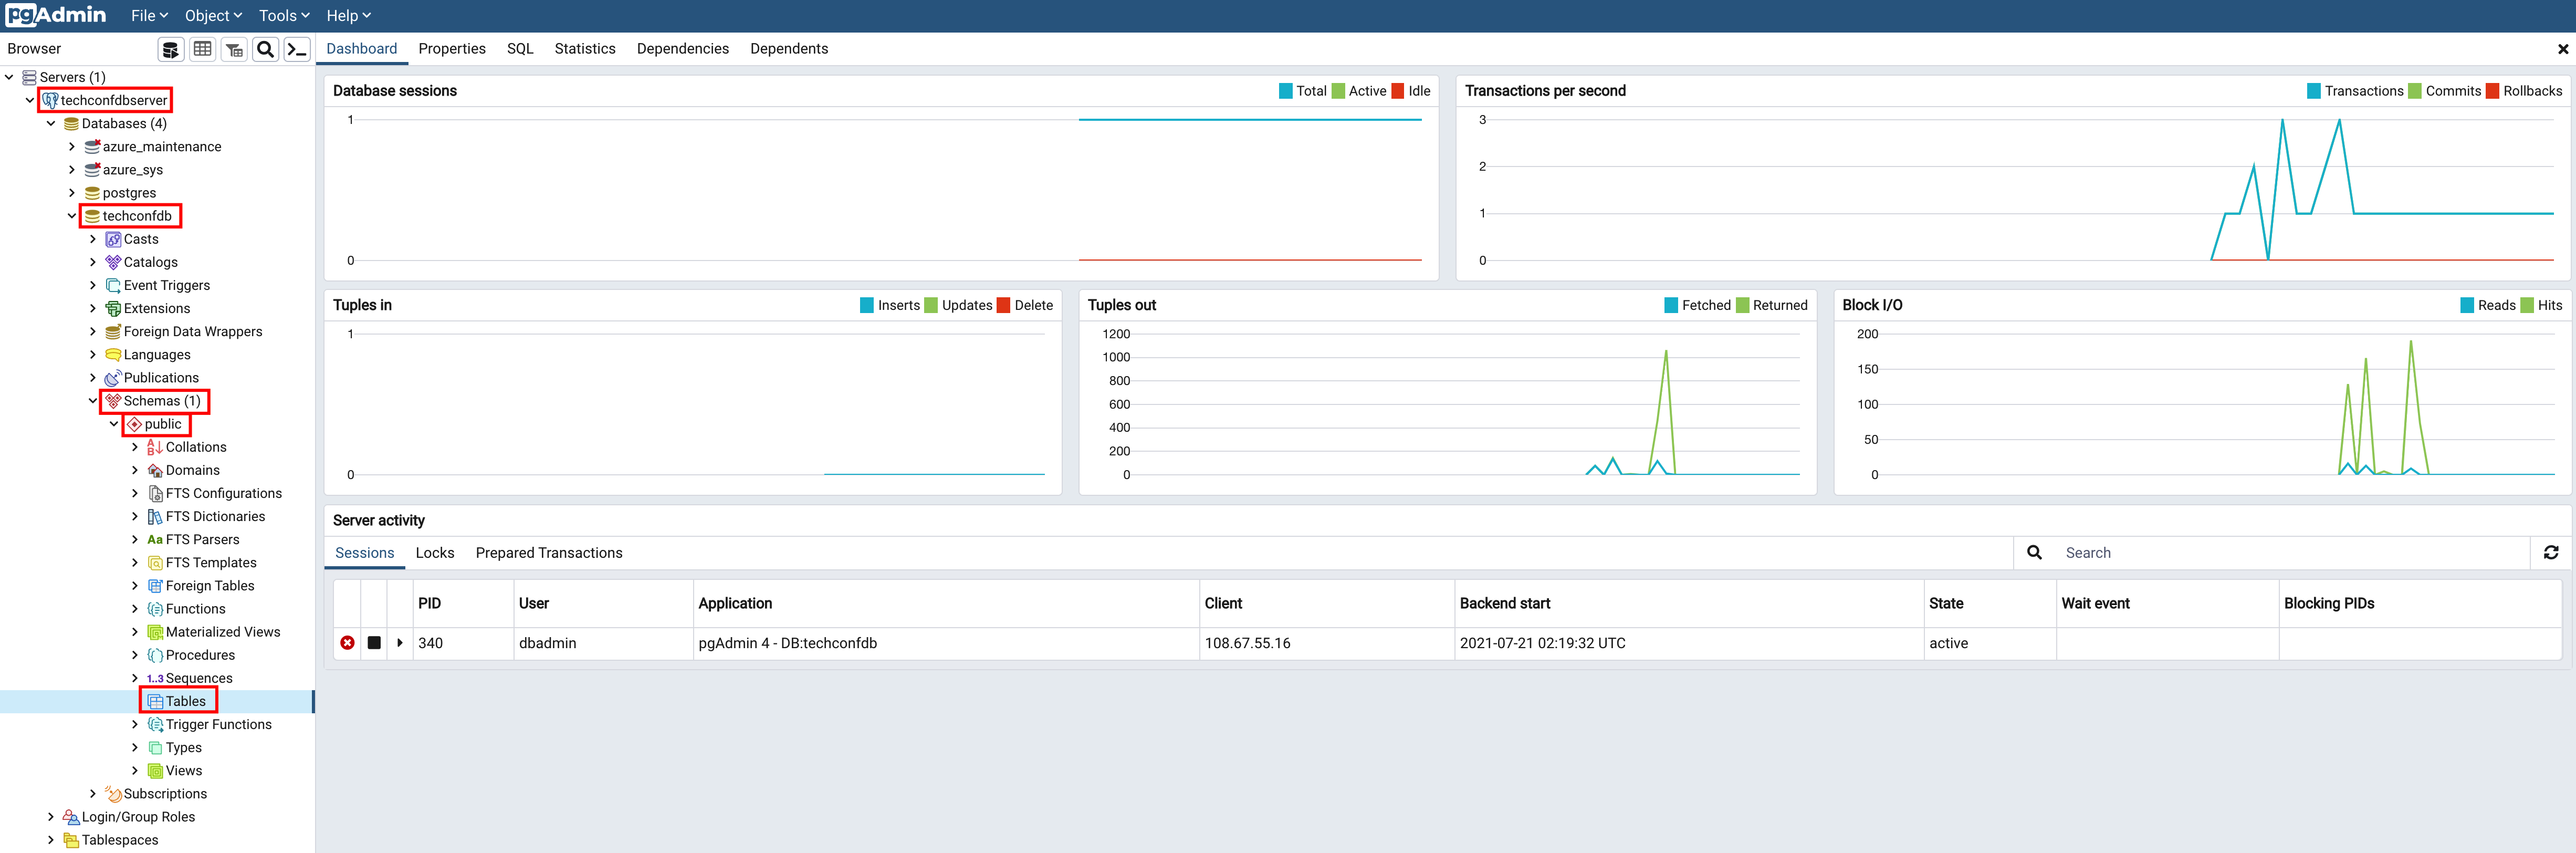 pgAdmin File Object Tools Help
Browser
Dashboard Properties SQL Statistics Dependencies Dependents
Servers (1)
techconfdbserver
Databases (4)
azure_maintenance
azure_sys
postgres
techconfdb
Casts
Catalogs
Event Triggers
Extensions
Foreign Data Wrappers
Languages
Publications
Schemas (1)
public
Collations
Domains
FTS Configurations
FTS Dictionaries
Aa FTS Parsers
FTS Templates
Foreign Tables
Functions
Materialized Views
Procedures
1..3 Sequences
Tables
Trigger Functions
Types
Views
Subscriptions
Login/Group Roles
Tablespaces
Database sessions Total Active Idle
1
0
Transactions per second Transactions Commits Rollbacks
3
2
1
0
Tuples in Inserts Updates Delete
1
0
Tuples out Fetched Returned
1200
1000
800
600
400
200
0
Block I/O Reads Hits
200
150
100
50
0
Server activity
Sessions Locks Prepared Transactions Search
PID User Application Client Backend start State Wait event Blocking PIDs
340 dbadmin pgAdmin 4 - DB:techconfdb 108.67.55.16 2021-07-21 02:19:32 UTC active